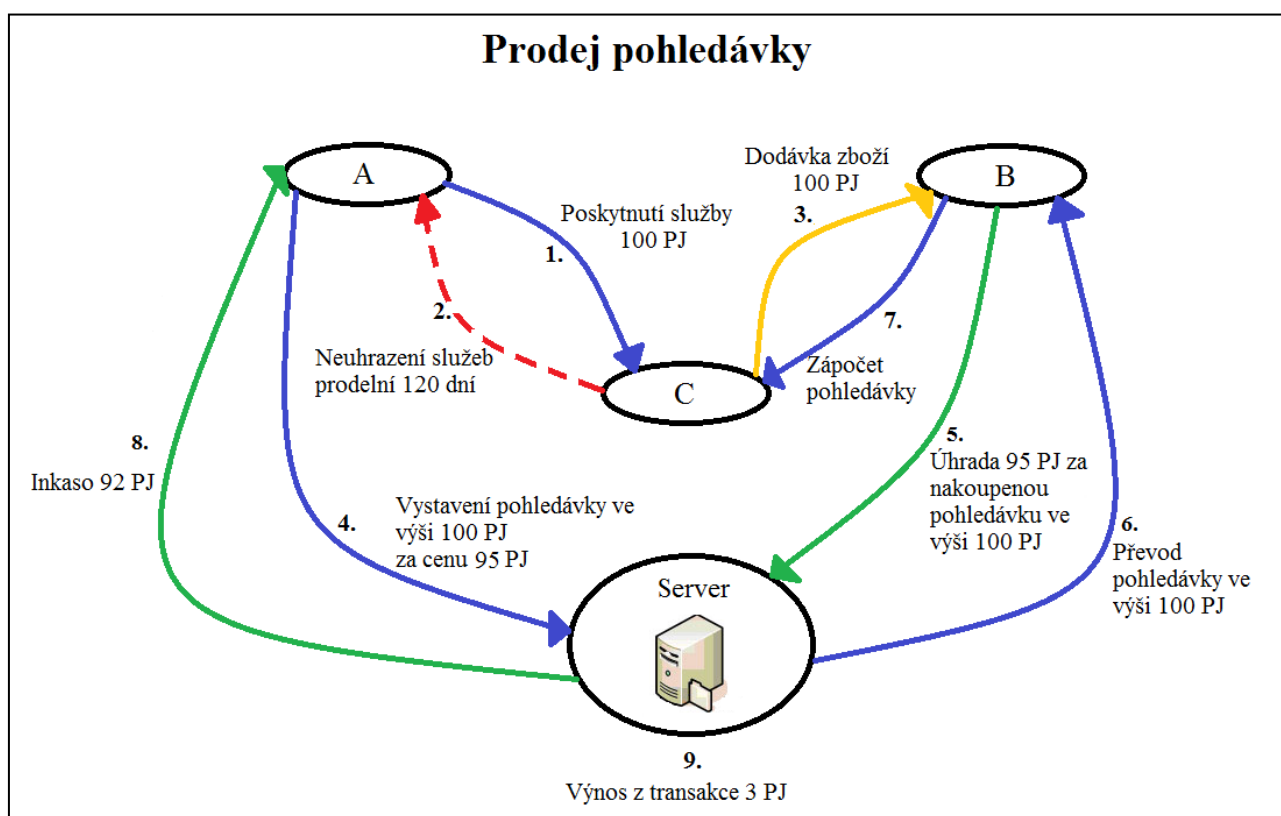 Prodej pohledávky
A
B
Dodávka zboží
100 PJ
3.
Poskytnutí služby
100 PJ
1.
2.
Neuhrazení služeb
prodelní 120 dní
C
7.
Zápočet
pohledávky
8.
Inkaso 92 PJ
4.
Vystavení pohledávky ve
výši 100 PJ
za cenu 95 PJ
5.
Úhrada 95 PJ za
nakoupenou
pohledávku ve
výši 100 PJ
6.
Převod
pohledávky ve
výši 100 PJ
Server
9.
Výnos z transakce 3 PJ